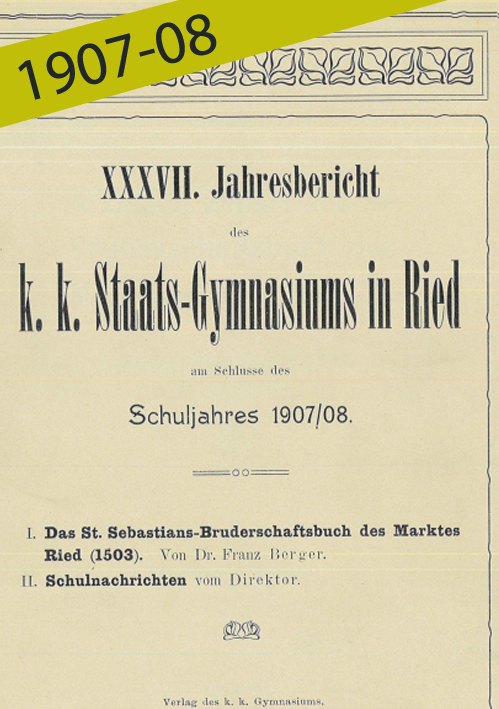 1907-08
XXXVII. Jahresbericht
des
k. k. Staats-Gymnasiums in Ried
am Schlusse des
Schuljahres 1907/08.
I. Das St. Sebastians-Bruderschaftsbuch des Marktes
Ried (1503). Von Dr. Franz Berger.
II. Schulnachrichten vom Direktor.
Verlag des k. k. Gymnasiums.